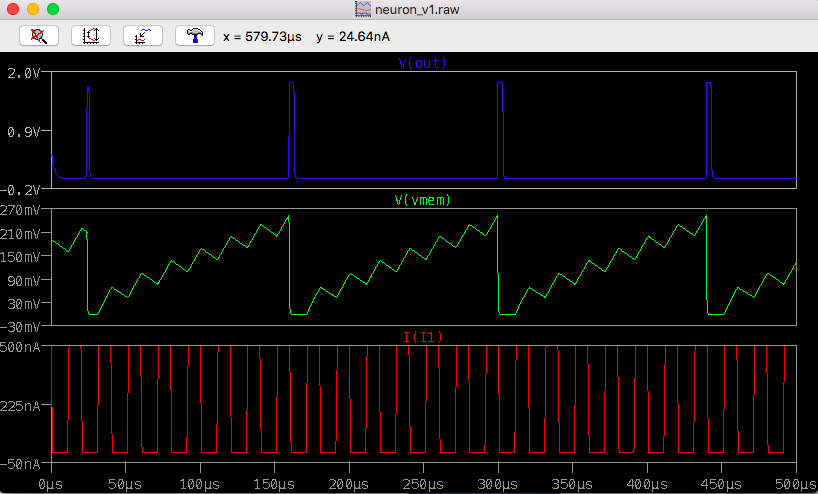 neuron_v1.raw
x = 579.73µs y = 24.64nA
V(out)
2.0V
0.9V
-0.2V
V(vmem)
270mV
210mV
150mV
90mV
30mV
-30mV
I(I1)
500nA
225nA
-50nA
0µs 50µs 100µs 150µs 200µs 250µs 300µs 350µs 400µs 450µs 500µs